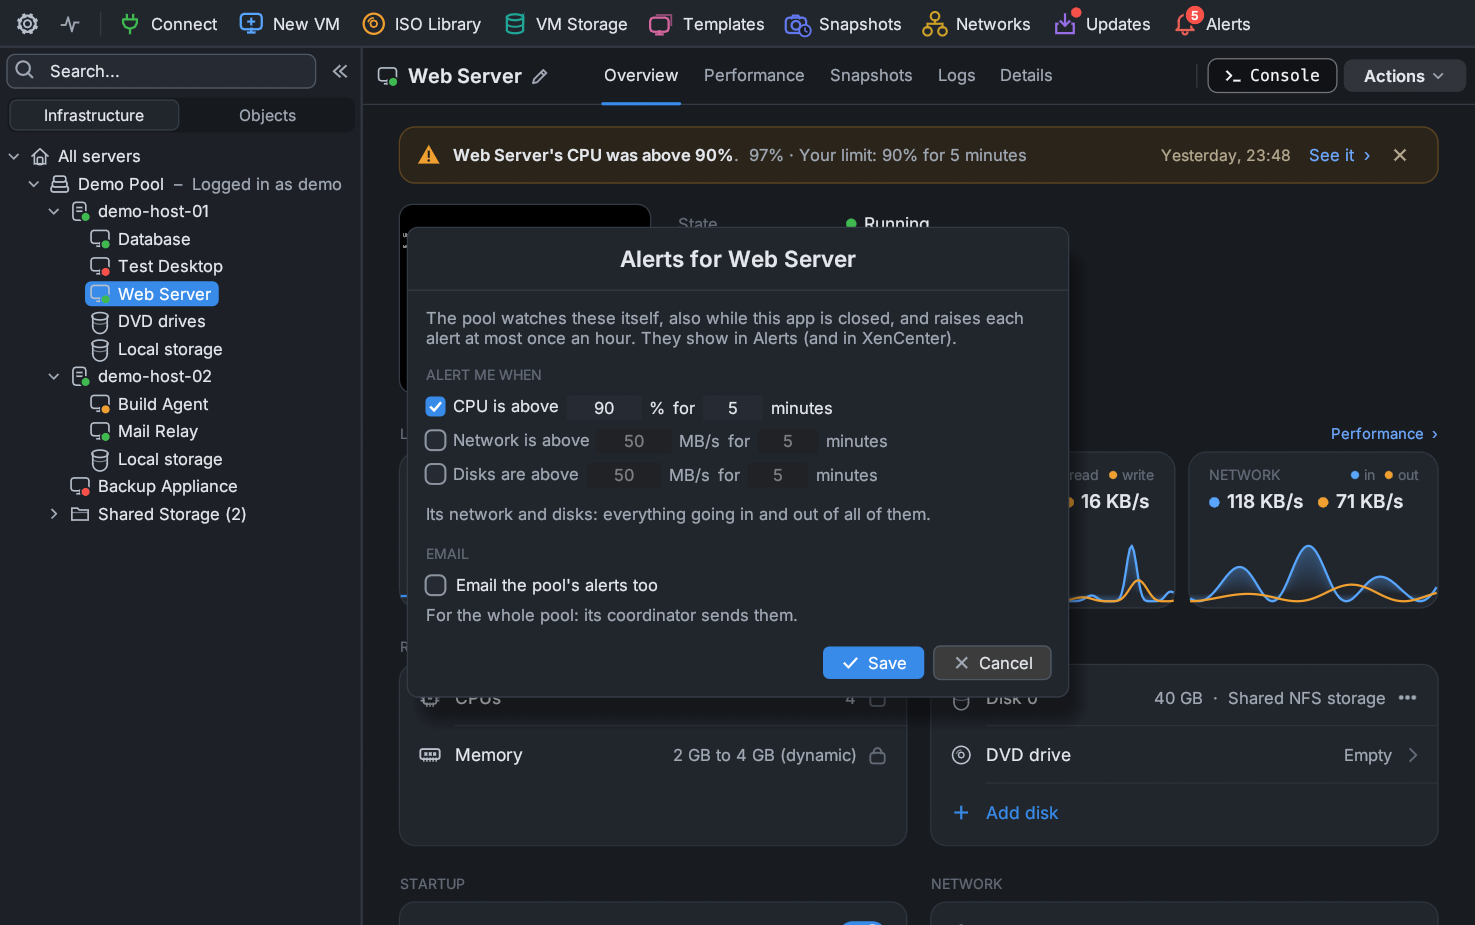 Connect New VM ISO Library VM Storage Templates Snapshots Networks Updates 5 Alerts
Search...
Web Server Overview Performance Snapshots Logs Details >_ Console Actions
Infrastructure Objects
All servers
Demo Pool – Logged in as demo
demo-host-01
Database
Test Desktop
Web Server
DVD drives
Local storage
demo-host-02
Build Agent
Mail Relay
Local storage
Backup Appliance
Shared Storage (2)
Web Server's CPU was above 90%. 97% · Your limit: 90% for 5 minutes Yesterday, 23:48 See it ›
State Running
Alerts for Web Server
The pool watches these itself, also while this app is closed, and raises each
alert at most once an hour. They show in Alerts (and in XenCenter).
ALERT ME WHEN
CPU is above 90 % for 5 minutes
Network is above 50 MB/s for 5 minutes
Disks are above 50 MB/s for 5 minutes
Its network and disks: everything going in and out of all of them.
EMAIL
Email the pool's alerts too
For the whole pool: its coordinator sends them.
Save Cancel
Performance ›
read write
16 KB/s
NETWORK in out
118 KB/s 71 KB/s
CPUs 4
Memory 2 GB to 4 GB (dynamic)
Disk 0 40 GB · Shared NFS storage
DVD drive Empty
+ Add disk
STARTUP
NETWORK